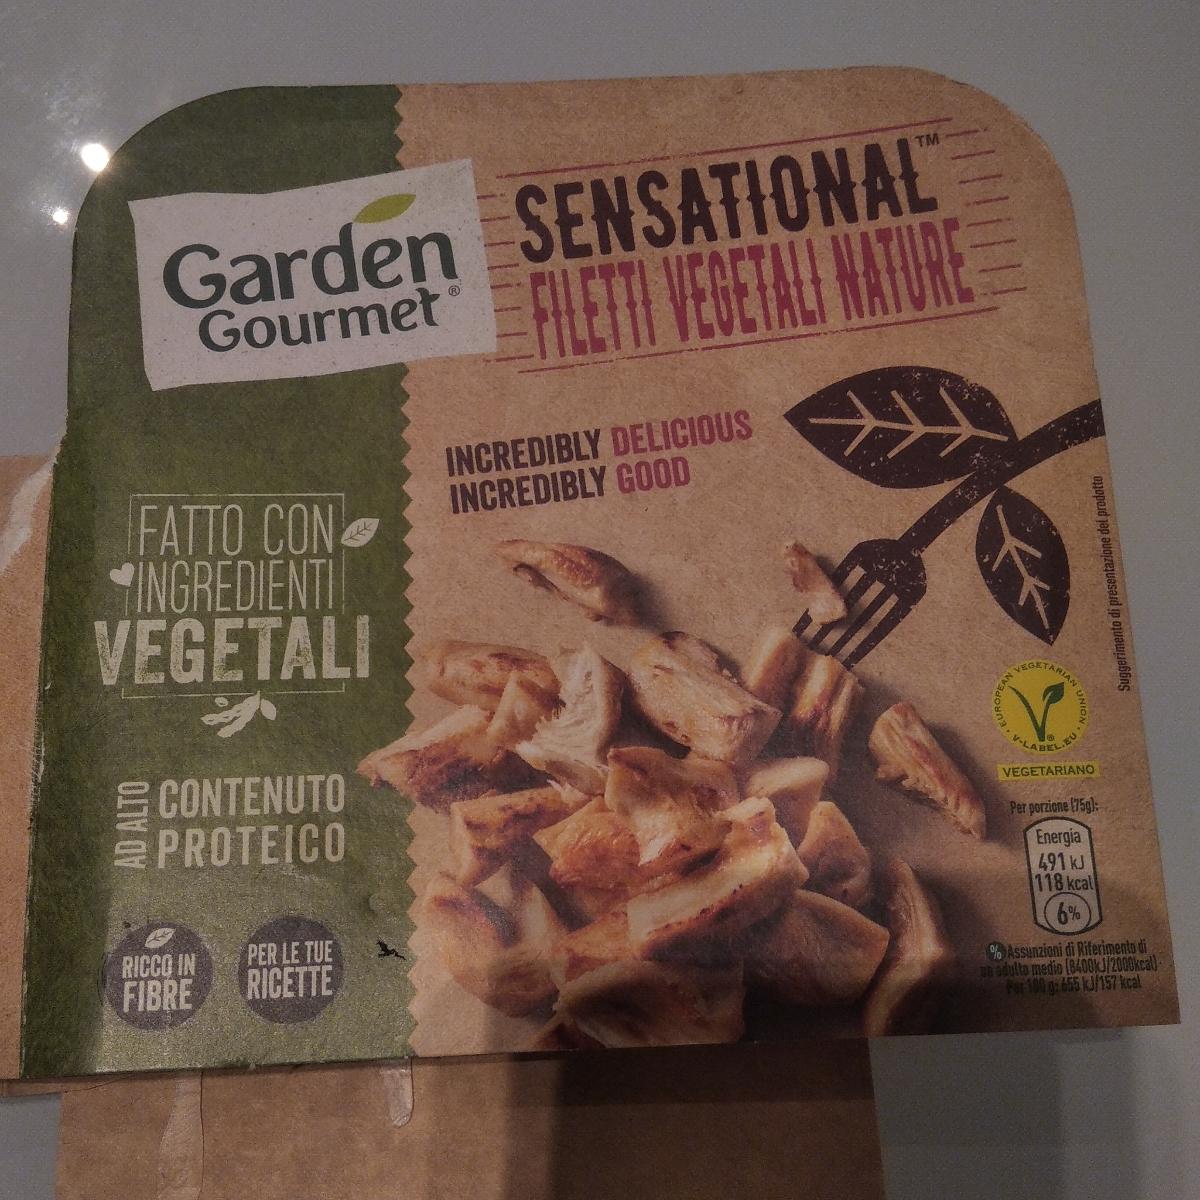 Garden
Gourmet®
SENSATIONAL™
FILETTI VEGETALI NATURE
INCREDIBLY DELICIOUS
INCREDIBLY GOOD
FATTO CON
INGREDIENTI
VEGETALI
AD ALTO
CONTENUTO
PROTEICO
RICCO IN
FIBRE
PER LE TUE
RICETTE
Suggerimento di presentazione del prodotto
EUROPEAN VEGETARIAN UNION
V-LABEL.EU
VEGETARIANO
Per porzione (75g):
Energia
491 kJ
118 kcal
6%
% Assunzioni di Riferimento di
un adulto medio (8400kJ/2000kcal)
Per 100 g: 655 kJ/157 kcal